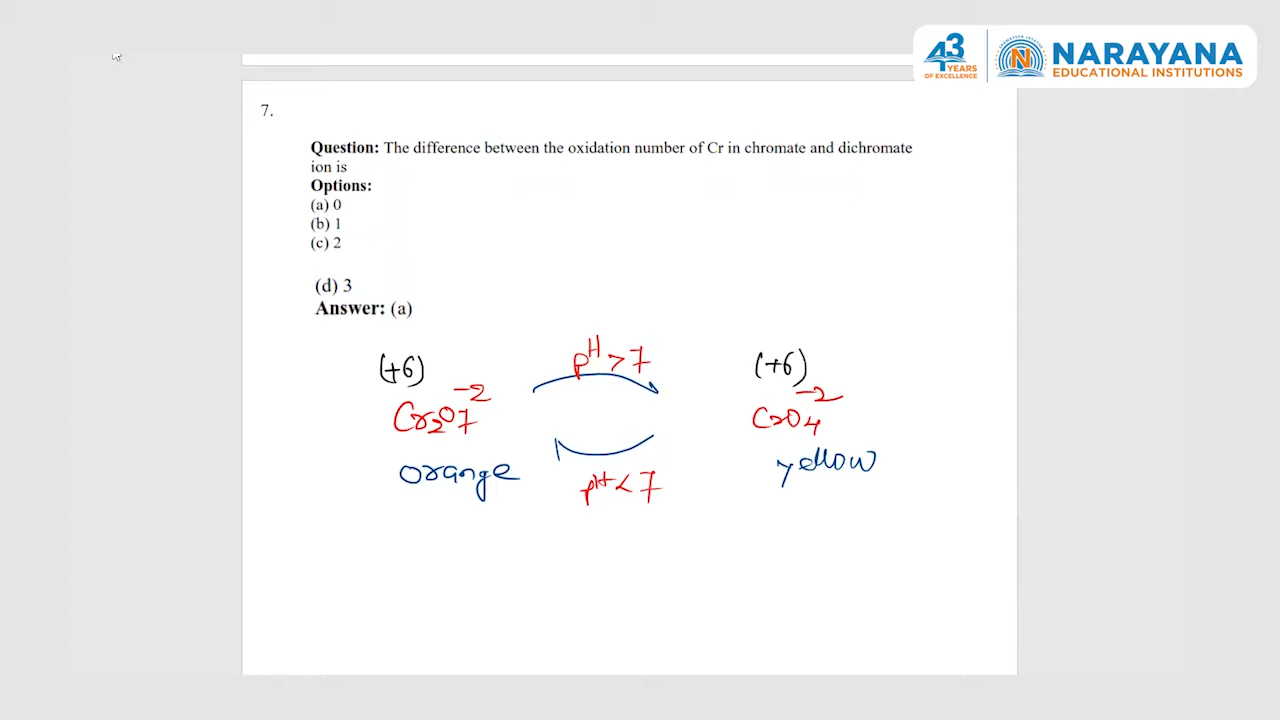 43
YEARS
OF EXCELLENCE
NARAYANA
EDUCATIONAL INSTITUTIONS
7.
Question: The difference between the oxidation number of Cr in chromate and dichromate
ion is
Options:
(a) 0
(b) 1
(c) 2
(d) 3
Answer: (a)
(+6) pH > 7 (+6)
Cr2O7-2 CrO4-2
orange pH < 7 yellow